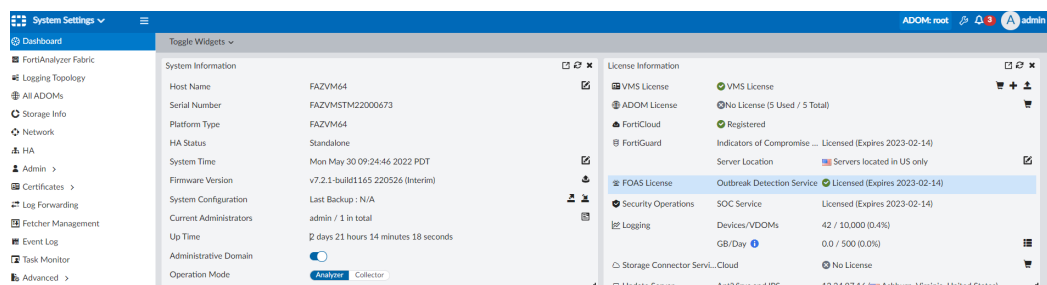 System Settings
ADOM: root 3 A admin
Dashboard
FortiAnalyzer Fabric
Logging Topology
All ADOMs
Storage Info
Network
HA
Admin >
Certificates >
Log Forwarding
Fetcher Management
Event Log
Task Monitor
Advanced >
Toggle Widgets
System Information
Host Name FAZVM64
Serial Number FAZVMSTM22000673
Platform Type FAZVM64
HA Status Standalone
System Time Mon May 30 09:24:46 2022 PDT
Firmware Version v7.2.1-build1165 220526 (Interim)
System Configuration Last Backup : N/A
Current Administrators admin / 1 in total
Up Time 2 days 21 hours 14 minutes 18 seconds
Administrative Domain
Operation Mode Analyzer Collector
License Information
VMS License VMS License
ADOM License No License (5 Used / 5 Total)
FortiCloud Registered
FortiGuard Indicators of Compromise ... Licensed (Expires 2023-02-14)
Server Location Servers located in US only
FOAS License Outbreak Detection Service Licensed (Expires 2023-02-14)
Security Operations SOC Service Licensed (Expires 2023-02-14)
Logging Devices/VDOMs 42 / 10,000 (0.4%)
GB/Day 0.0 / 500 (0.0%)
Storage Connector Servi... Cloud No License